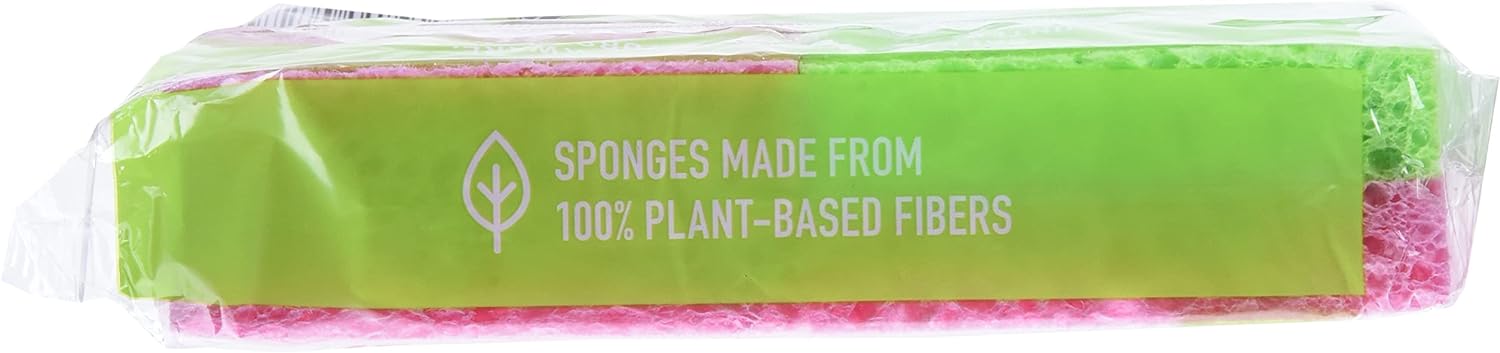 SPONGES MADE FROM
100% PLANT-BASED FIBERS